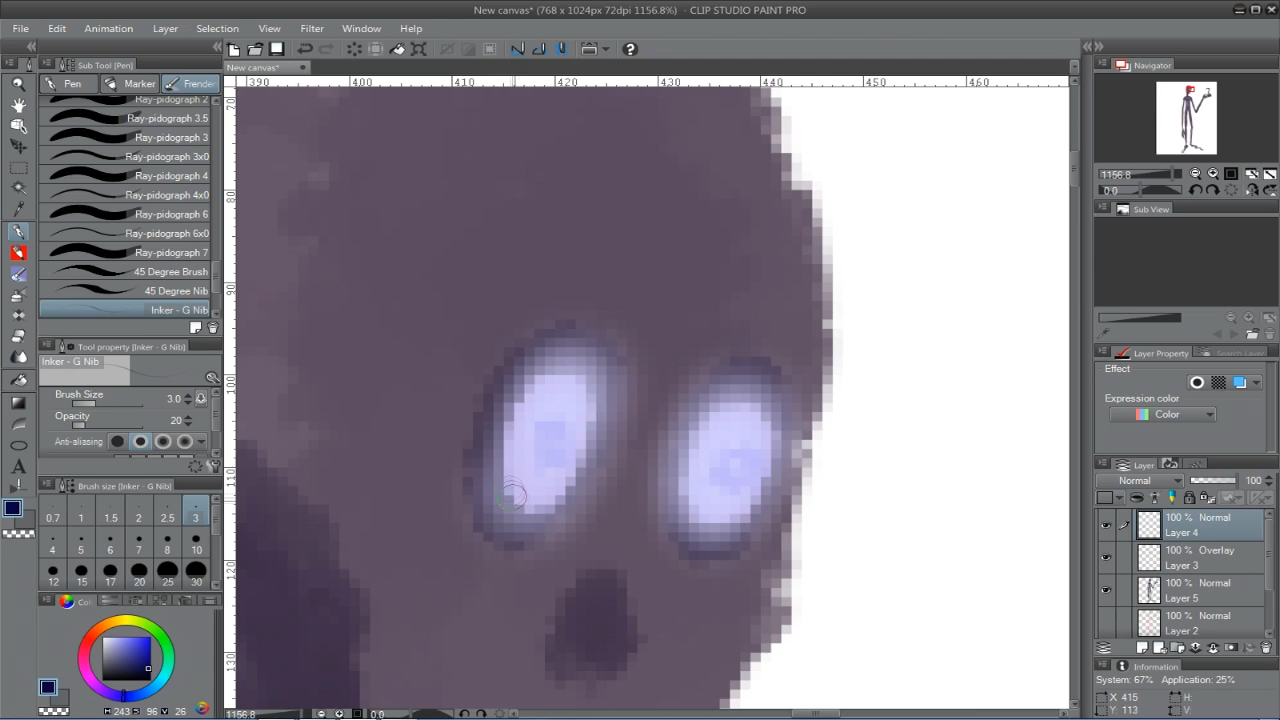 New canvas* (768 x 1024px 72dpi 1156.8%) - CLIP STUDIO PAINT PRO
File Edit Animation Layer Selection View Filter Window Help
Sub Tool [Pen]
New canvas*
Navigator
Pen Marker Frender
390 400 410 420 430 440 450 460
Ray-pidograph 2
Ray-pidograph 3.5
Ray-pidograph 3
Ray-pidograph 3x0
Ray-pidograph 4
Ray-pidograph 4x0
Ray-pidograph 6
Ray-pidograph 6x0
Ray-pidograph 7
45 Degree Brush
45 Degree Nib
Inker - G Nib
70
80
90
100
110
120
130
1156.8
0.0
Sub View
Tool property [Inker - G Nib]
Inker - G Nib
Brush Size 3.0
Opacity 20
Anti-aliasing
Layer Property Search Layer
Effect
Expression color
Color
Brush size [Inker - G Nib]
0.7 1 1.5 2 2.5 3
4 5 6 7 8 10
12 15 17 20 25 30
Layer
Normal 100
100 % Normal
Layer 4
100 % Overlay
Layer 3
100 % Normal
Layer 5
100 % Normal
Layer 2
H 243 S 96 V 26
1156.8 0.0
Information
System: 67% Application: 25%
X 415 H:
Y: 113 V: